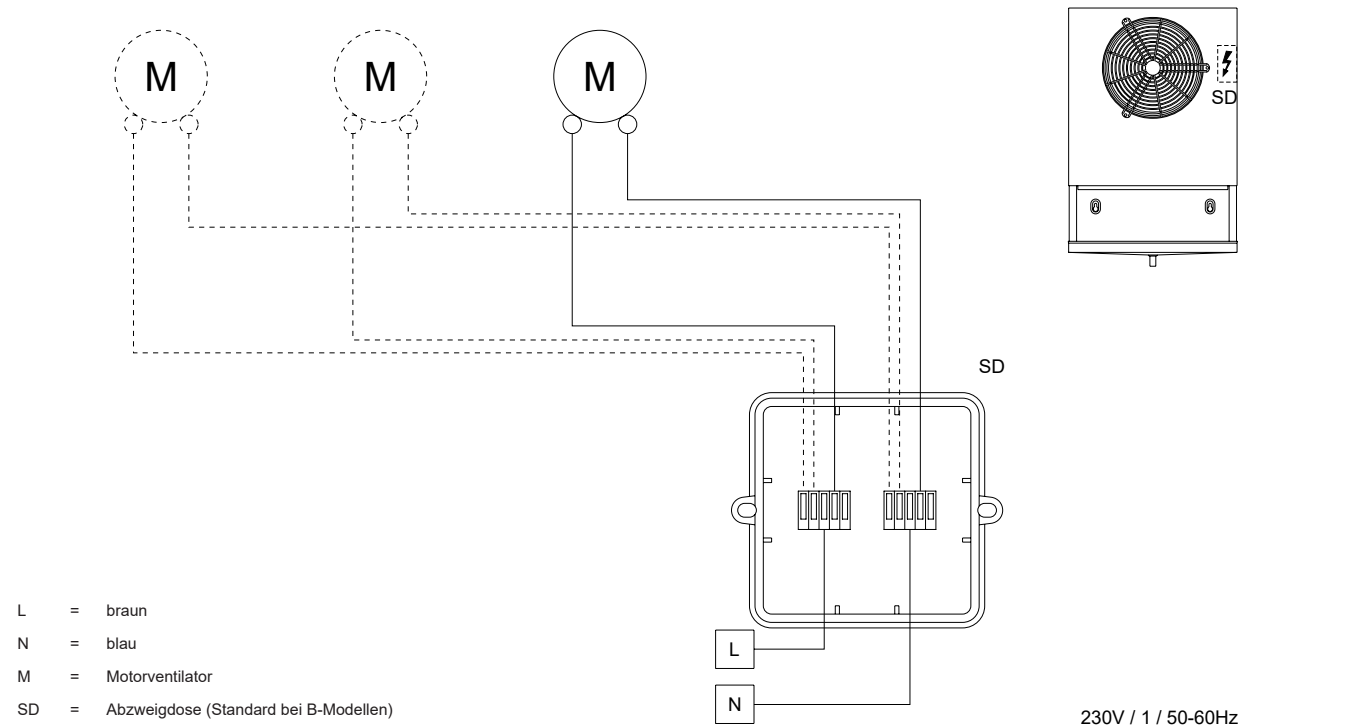 M M M
SD
SD
L = braun
N = blau
M = Motorventilator
SD = Abzweigdose (Standard bei B-Modellen)
L
N
230V / 1 / 50-60Hz